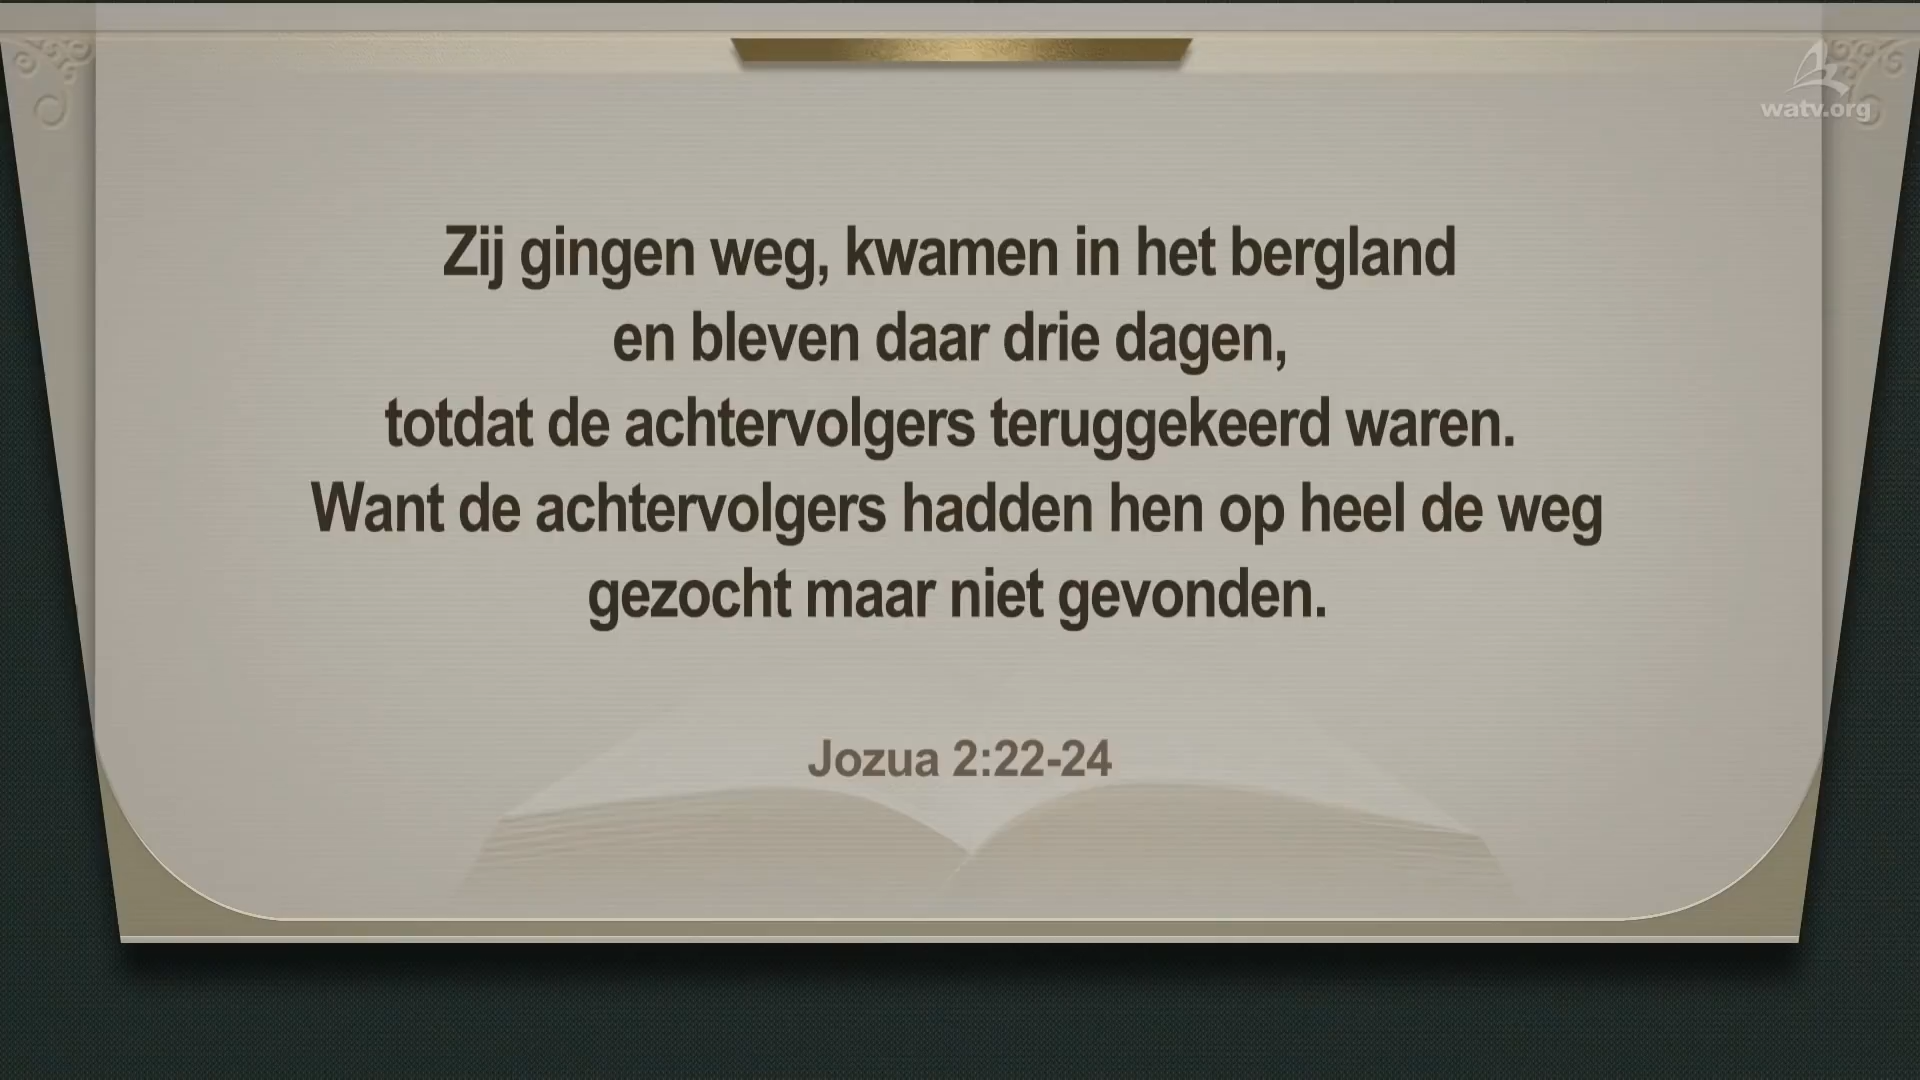 watv.org
Zij gingen weg, kwamen in het bergland
en bleven daar drie dagen,
totdat de achtervolgers teruggekeerd waren.
Want de achtervolgers hadden hen op heel de weg
gezocht maar niet gevonden.
Jozua 2:22-24